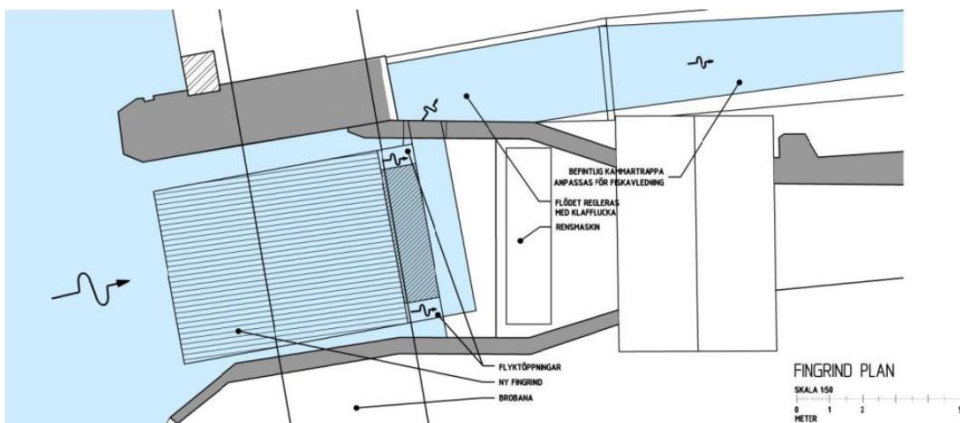 BEFINTLIG KAMMARTRAPPA
ANPASSAS FÖR FISKAVLEDNING
FLÖDET REGLERAS
MED KLAFFLUCKA
RENSMASKIN
FLYKTÖPPNINGAR
NY FINGRIND
BROBANA
FINGRIND PLAN
SKALA 1:50
0 1 2 5
METER